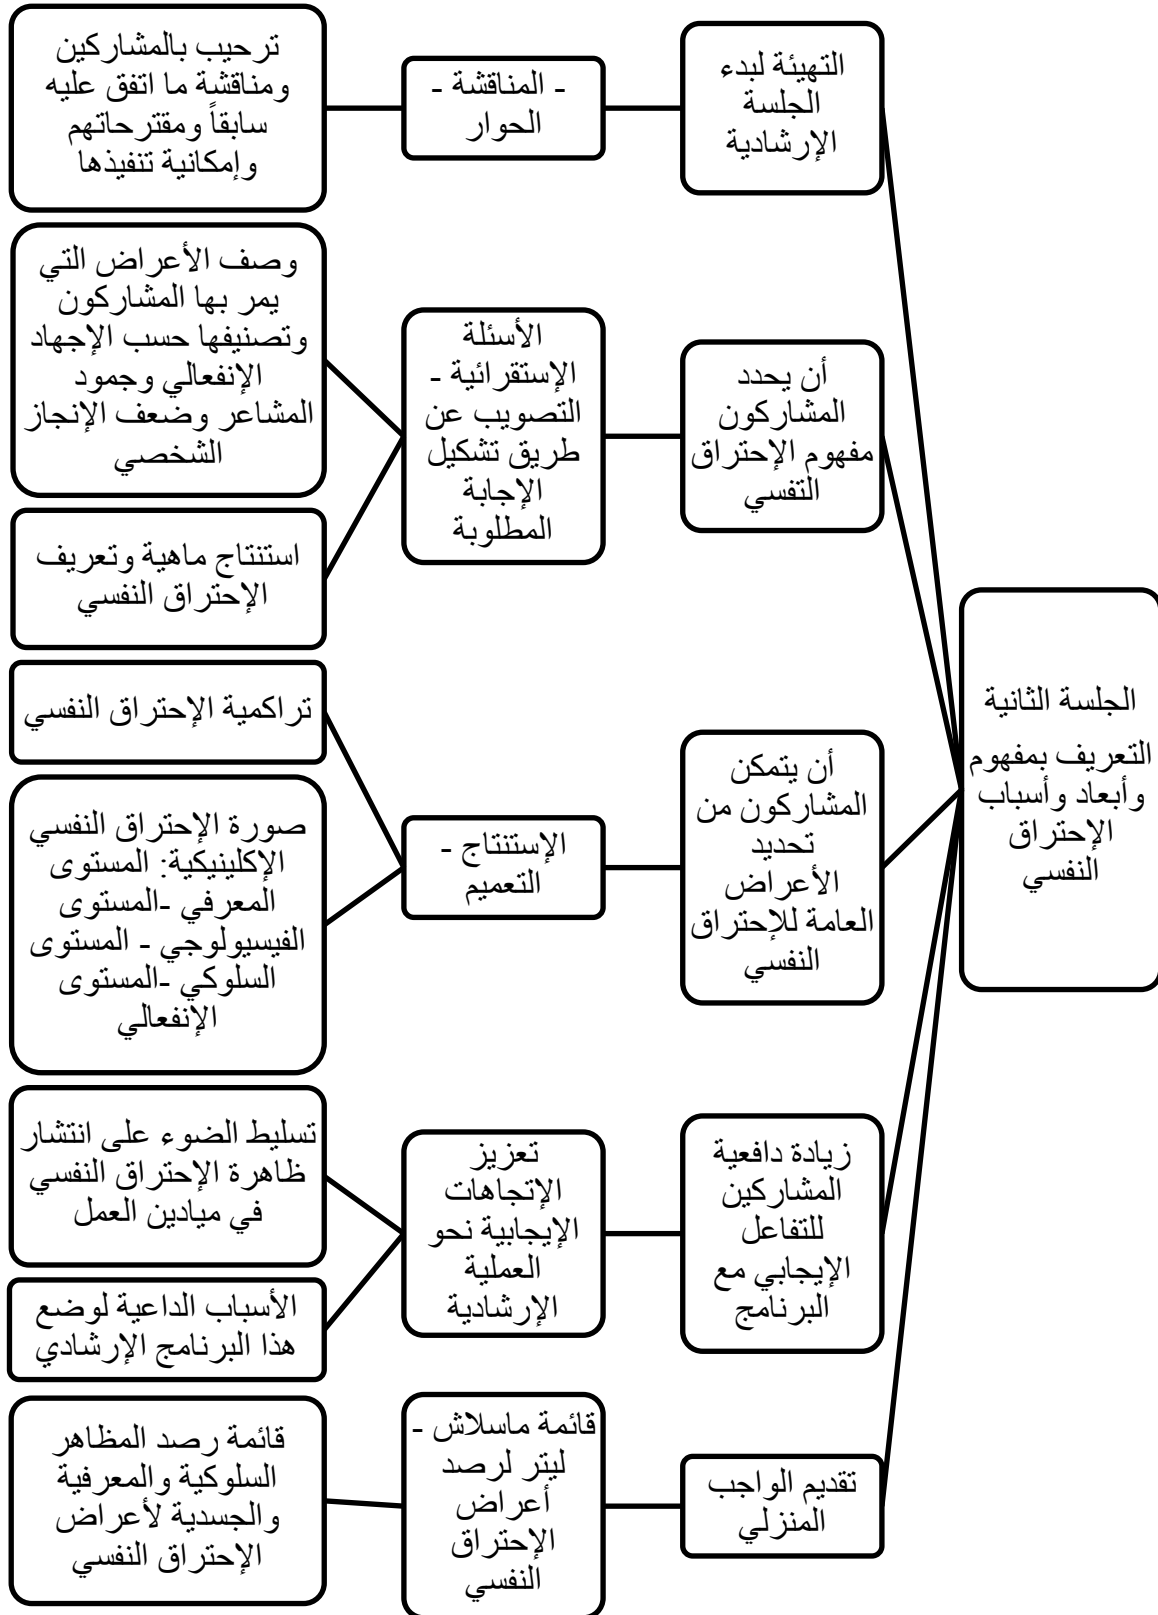 الجلسة الثانية
التعريف بمفهوم
وأبعاد وأسباب
الإحتراق
النفسي
التهيئة لبدء
الجلسة
الإرشادية
- المناقشة -
الحوار
ترحيب بالمشاركين
ومناقشة ما اتفق عليه
سابقاً ومقترحاتهم
وإمكانية تنفيذها
أن يحدد
المشاركون
مفهوم الإحتراق
النفسي
الأسئلة
الإستقرائية -
التصويب عن
طريق تشكيل
الإجابة
المطلوبة
وصف الأعراض التي
يمر بها المشاركون
وتصنيفها حسب الإجهاد
الإنفعالي وجمود
المشاعر وضعف الإنجاز
الشخصي
استنتاج ماهية وتعريف
الإحتراق النفسي
أن يتمكن
المشاركون من
تحديد
الأعراض
العامة للإحتراق
النفسي
الإستنتاج -
التعميم
تراكمية الإحتراق النفسي
صورة الإحتراق النفسي
الإكلينيكية: المستوى
المعرفي -المستوى
الفيسيولوجي - المستوى
السلوكي -المستوى
الإنفعالي
زيادة دافعية
المشاركين
للتفاعل
الإيجابي مع
البرنامج
تعزيز
الإتجاهات
الإيجابية نحو
العملية
الإرشادية
تسليط الضوء على انتشار
ظاهرة الإحتراق النفسي
في ميادين العمل
الأسباب الداعية لوضع
هذا البرنامج الإرشادي
تقديم الواجب
المنزلي
قائمة ماسلاش -
ليتر لرصد
أعراض
الإحتراق
النفسي
قائمة رصد المظاهر
السلوكية والمعرفية
والجسدية لأعراض
الإحتراق النفسي